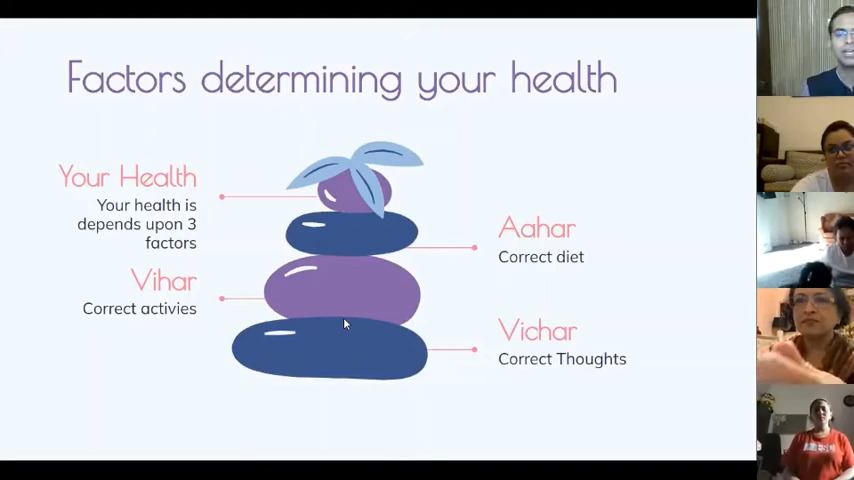 Factors determining your health
Your Health
Your health is
depends upon 3
factors
Aahar
Correct diet
Vihar
Correct activies
Vichar
Correct Thoughts